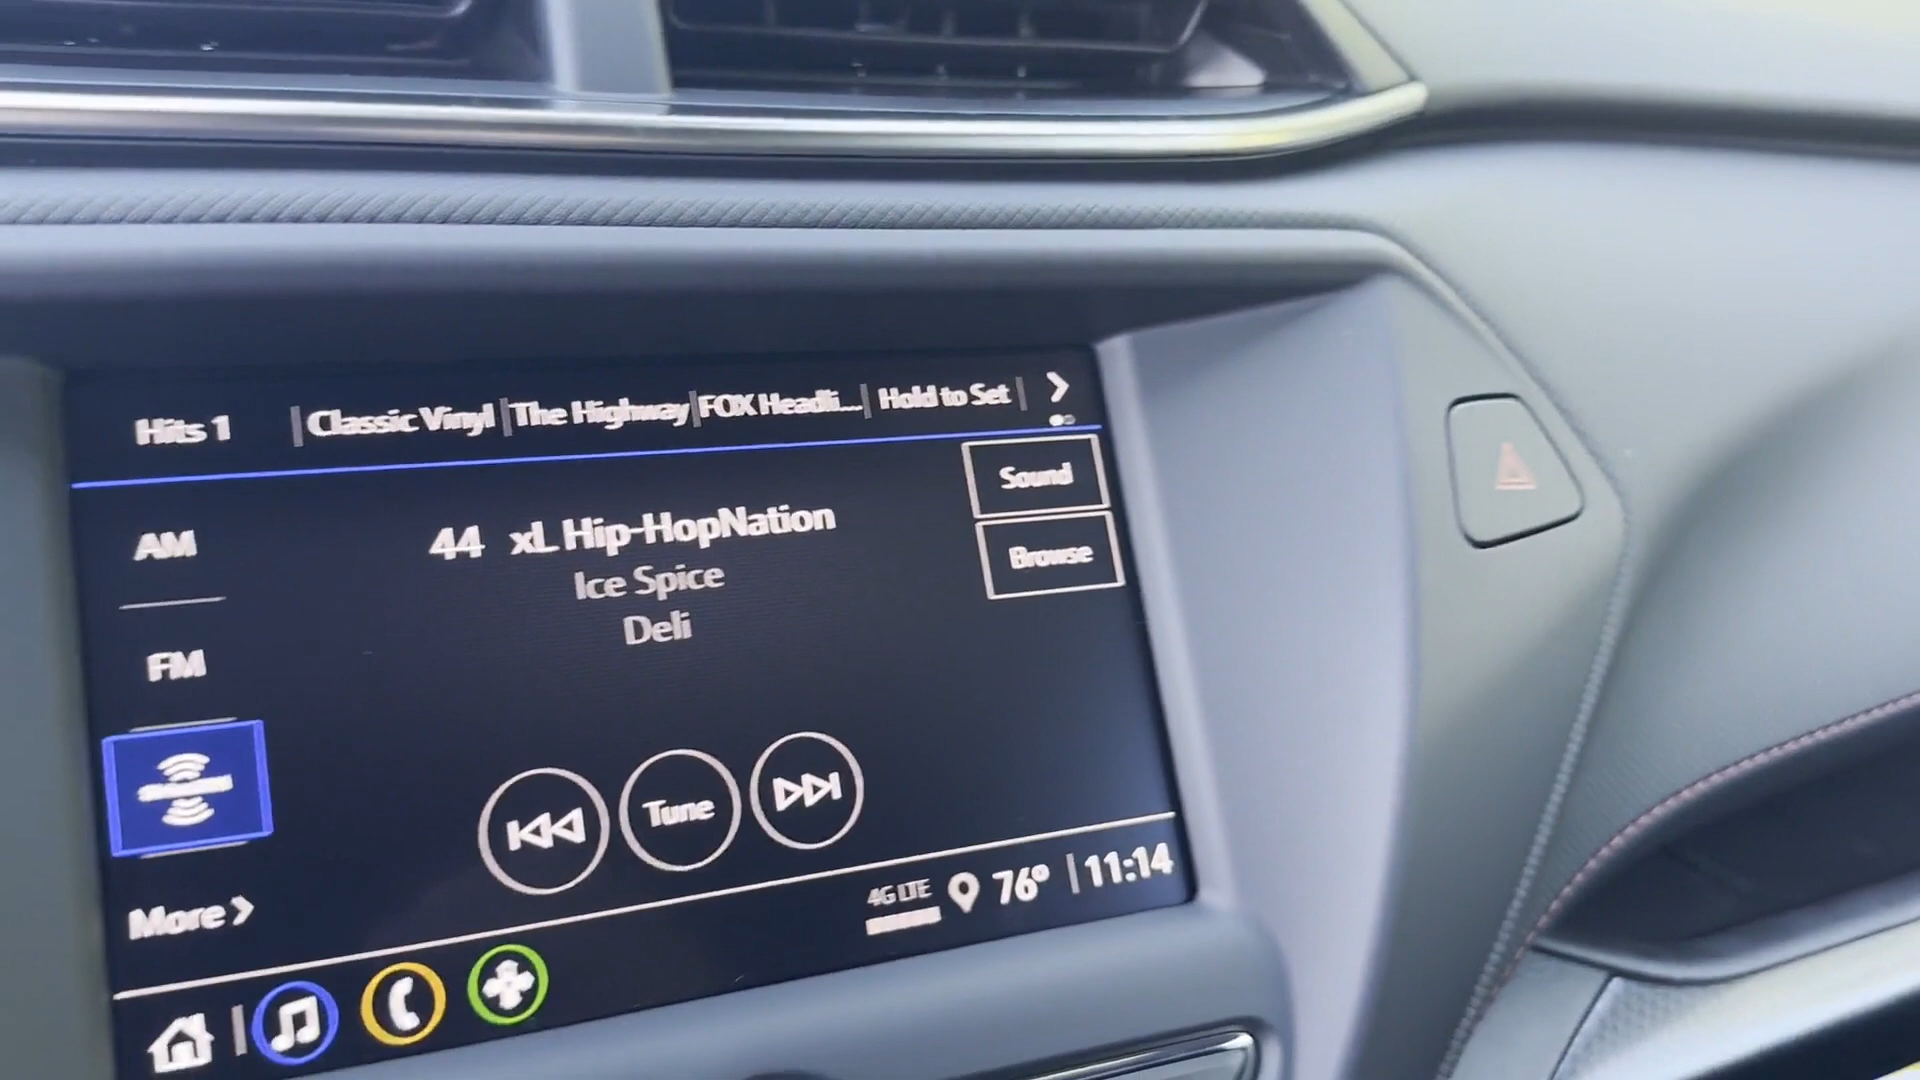 Hits 1 | Classic Vinyl | The Highway | FOX Headli... | Hold to Set |
Sound
AM
44 xL Hip-HopNation
Browse
Ice Spice
Deli
FM
Tune
More
4G LTE 76° | 11:14